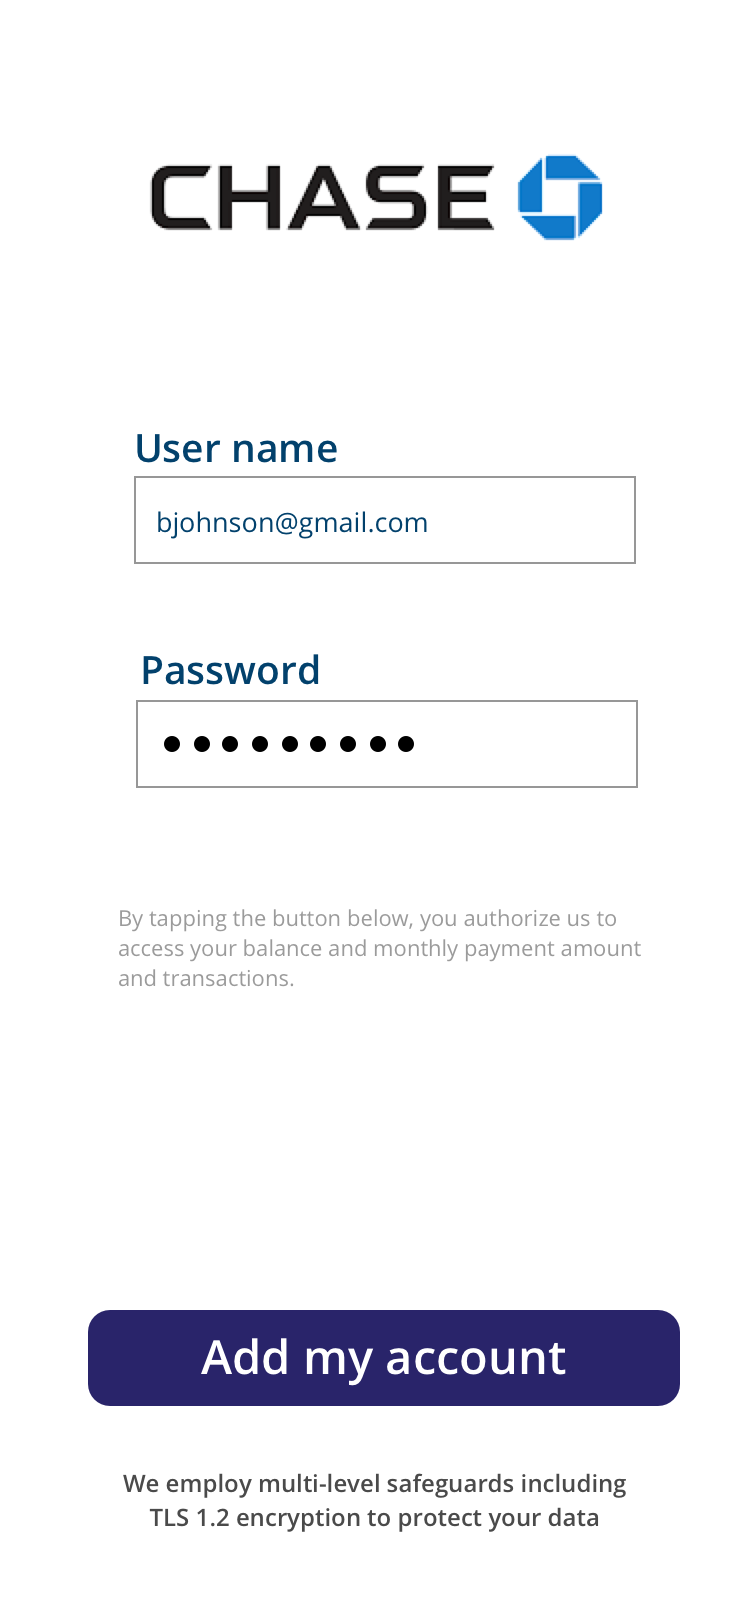 CHASE
User name
bjohnson@gmail.com
Password
By tapping the button below, you authorize us to
access your balance and monthly payment amount
and transactions.
Add my account
We employ multi-level safeguards including
TLS 1.2 encryption to protect your data